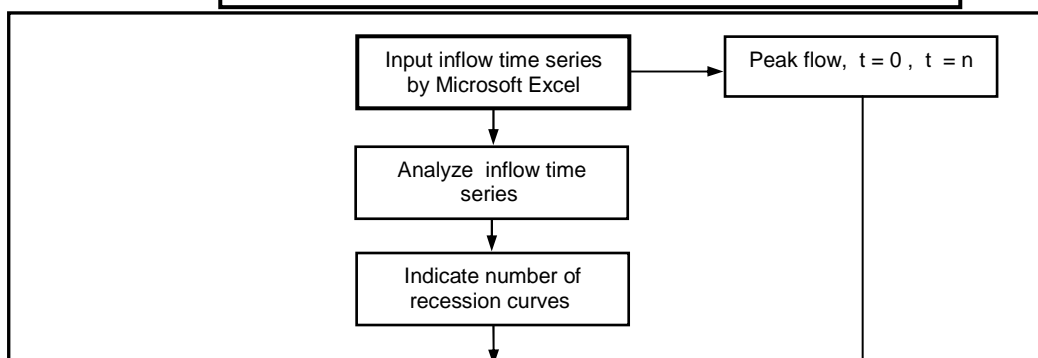 Input inflow time series
by Microsoft Excel
Peak flow, t = 0 , t = n
Analyze inflow time
series
Indicate number of
recession curves